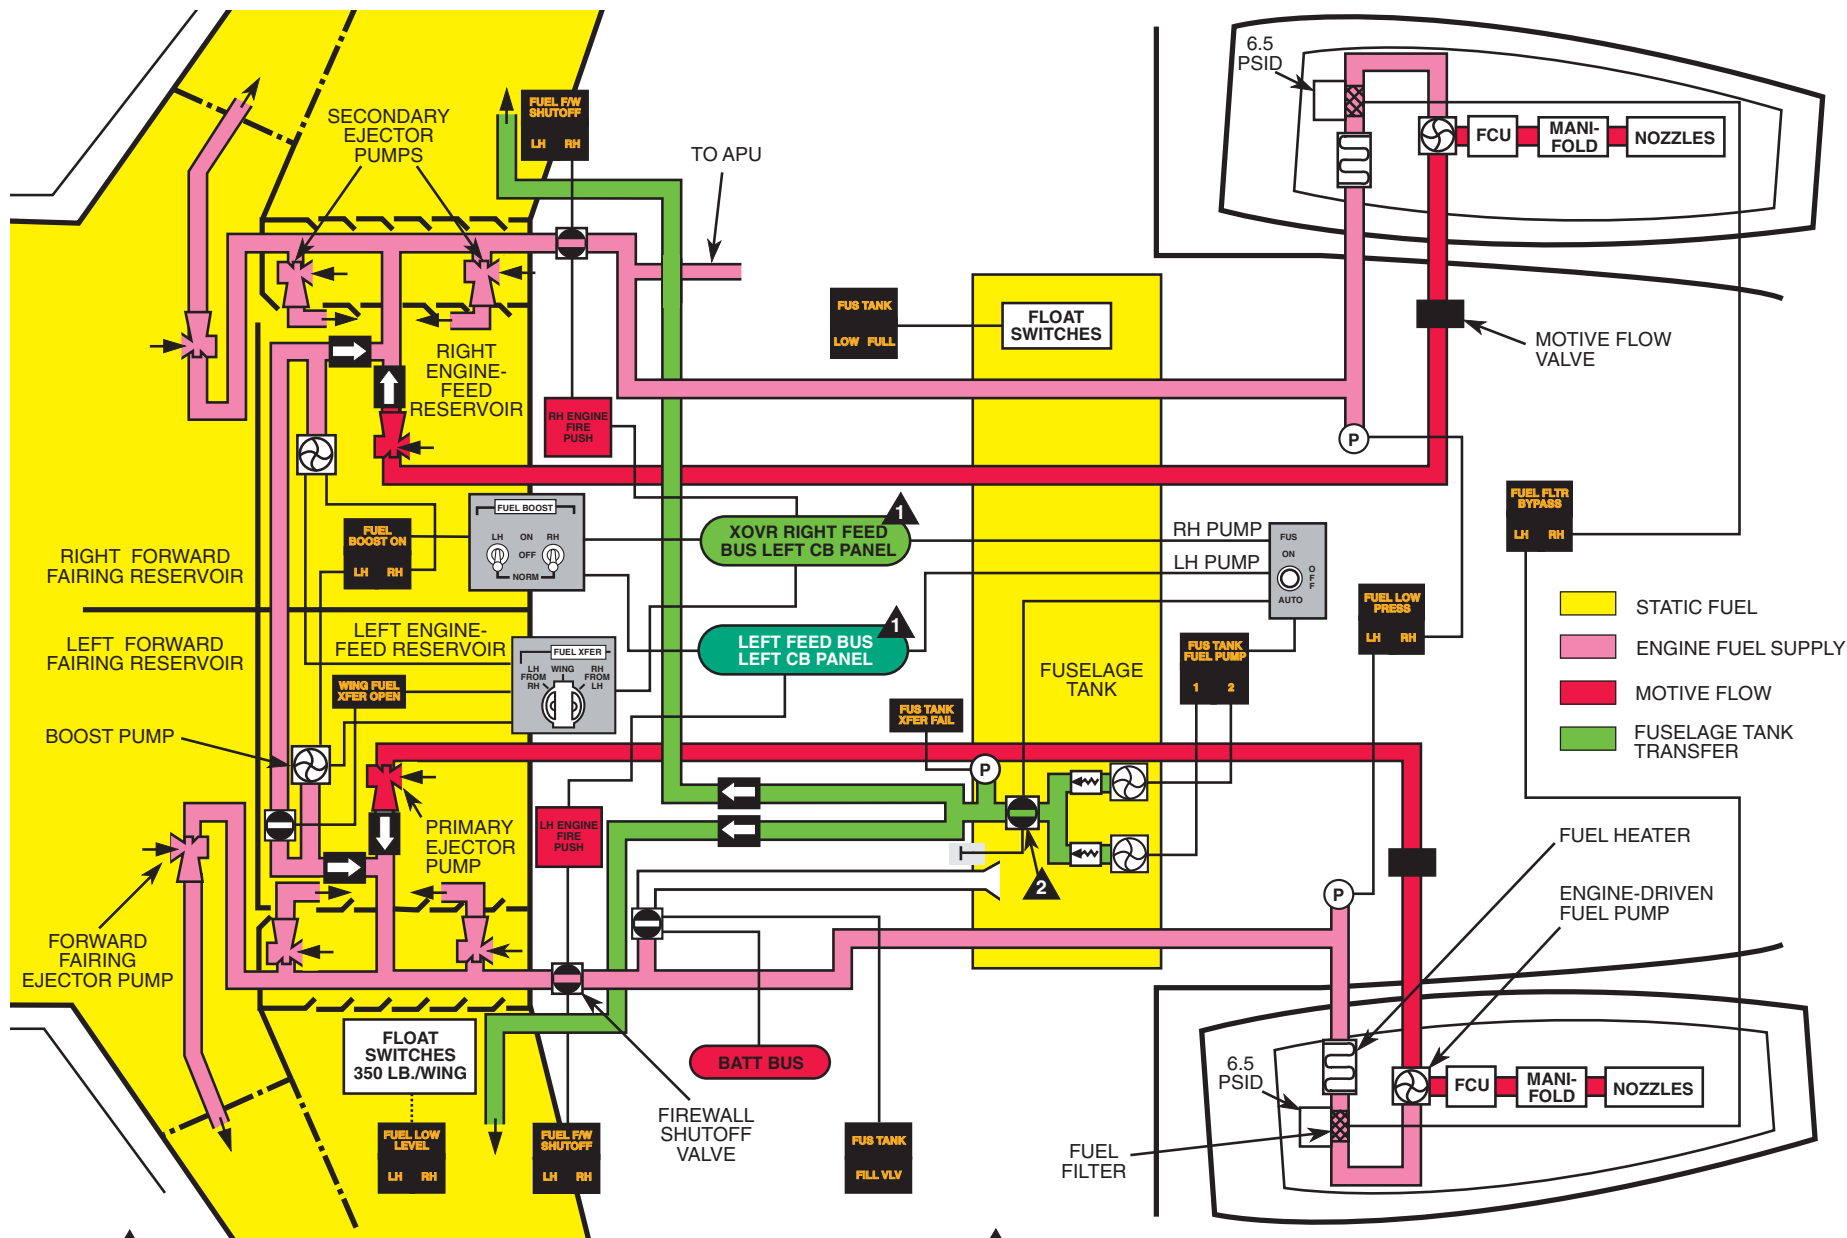 6.5
PSID
FUEL F/W
SHUTOFF
LH RH
SECONDARY
EJECTOR
PUMPS
TO APU
FCU
MANI-
FOLD
NOZZLES
FUS TANK
LOW FULL
FLOAT
SWITCHES
MOTIVE FLOW
VALVE
RIGHT
ENGINE-
FEED
RESERVOIR
RH ENGINE
FIRE
PUSH
P
FUEL BOOST
LH ON RH
OFF
NORM
FUEL
BOOST ON
LH RH
1
XOVR RIGHT FEED
BUS LEFT CB PANEL
RH PUMP
LH PUMP
FUS
ON
OFF
AUTO
FUEL FLTR
BYPASS
LH RH
RIGHT FORWARD
FAIRING RESERVOIR
LEFT FORWARD
FAIRING RESERVOIR
LEFT ENGINE-
FEED RESERVOIR
FUEL XFER
LH
FROM
RH
WING
RH
FROM
LH
1
LEFT FEED BUS
LEFT CB PANEL
FUEL LOW
PRESS
LH RH
STATIC FUEL
ENGINE FUEL SUPPLY
MOTIVE FLOW
FUSELAGE TANK
TRANSFER
WING FUEL
XFER OPEN
FUS TANK
FUEL PUMP
1 2
FUSELAGE
TANK
FUS TANK
XFER FAIL
BOOST PUMP
P
LH ENGINE
FIRE
PUSH
PRIMARY
EJECTOR
PUMP
2
P
FUEL HEATER
ENGINE-DRIVEN
FUEL PUMP
FORWARD
FAIRING
EJECTOR PUMP
FLOAT
SWITCHES
350 LB./WING
BATT BUS
6.5
PSID
FCU
MANI-
FOLD
NOZZLES
FIREWALL
SHUTOFF
VALVE
FUEL LOW
LEVEL
LH RH
FUEL F/W
SHUTOFF
LH RH
FUS TANK
FILL VLV
FUEL
FILTER